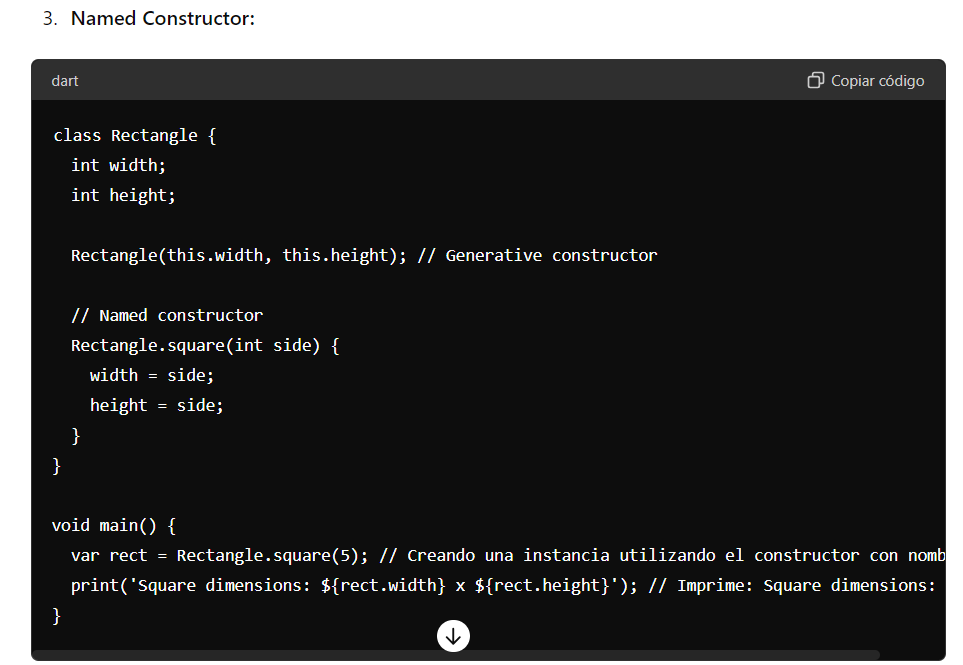 3. Named Constructor:
dart
Copiar código
class Rectangle {
  int width;
  int height;

  Rectangle(this.width, this.height); // Generative constructor

  // Named constructor
  Rectangle.square(int side) {
    width = side;
    height = side;
  }
}

void main() {
  var rect = Rectangle.square(5); // Creando una instancia utilizando el constructor con nomb
  print('Square dimensions: ${rect.width} x ${rect.height}'); // Imprime: Square dimensions:
}